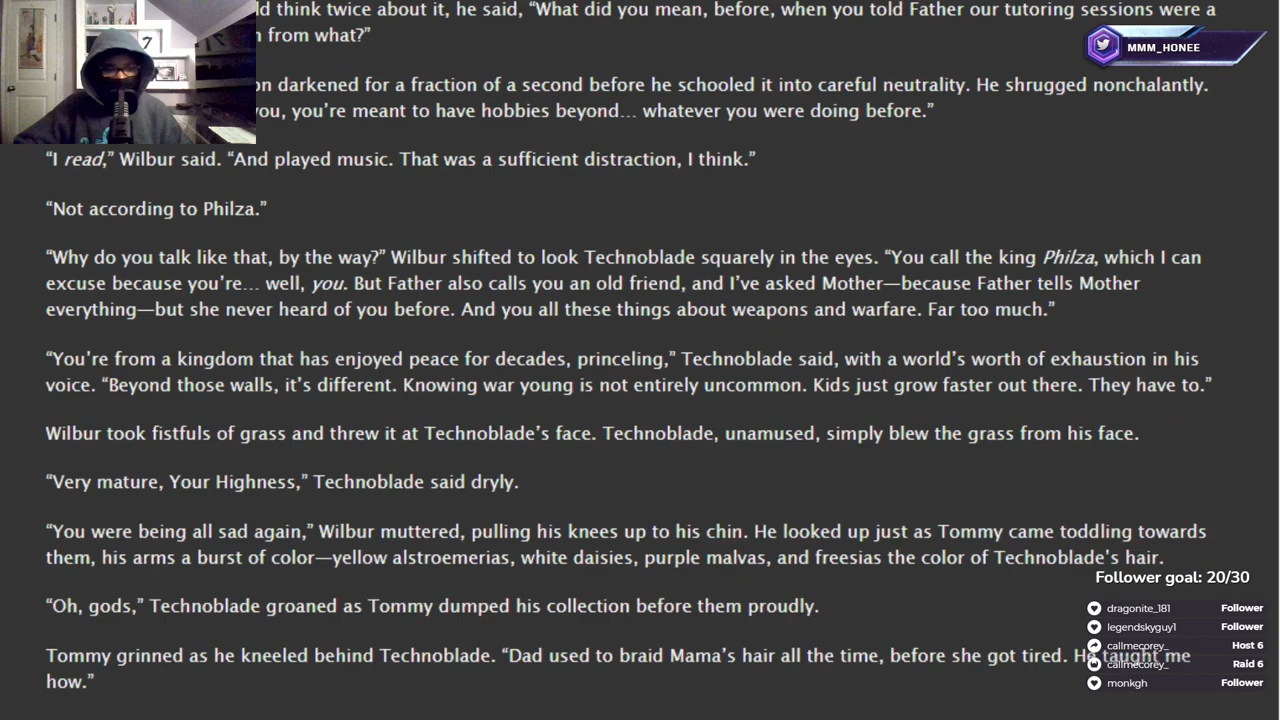 ld think twice about it, he said, “What did you mean, before, when you told Father our tutoring sessions were a
n from what?”
MMM_HONEE
on darkened for a fraction of a second before he schooled it into careful neutrality. He shrugged nonchalantly.
you, you’re meant to have hobbies beyond… whatever you were doing before.”
“I read,” Wilbur said. “And played music. That was a sufficient distraction, I think.”
“Not according to Philza.”
“Why do you talk like that, by the way?” Wilbur shifted to look Technoblade squarely in the eyes. “You call the king Philza, which I can
excuse because you’re… well, you. But Father also calls you an old friend, and I’ve asked Mother—because Father tells Mother
everything—but she never heard of you before. And you all these things about weapons and warfare. Far too much.”
“You’re from a kingdom that has enjoyed peace for decades, princeling,” Technoblade said, with a world’s worth of exhaustion in his
voice. “Beyond those walls, it’s different. Knowing war young is not entirely uncommon. Kids just grow faster out there. They have to.”
Wilbur took fistfuls of grass and threw it at Technoblade’s face. Technoblade, unamused, simply blew the grass from his face.
“Very mature, Your Highness,” Technoblade said dryly.
“You were being all sad again,” Wilbur muttered, pulling his knees up to his chin. He looked up just as Tommy came toddling towards
them, his arms a burst of color—yellow alstroemerias, white daisies, purple malvas, and freesias the color of Technoblade’s hair.
“Oh, gods,” Technoblade groaned as Tommy dumped his collection before them proudly.
Tommy grinned as he kneeled behind Technoblade. “Dad used to braid Mama’s hair all the time, before she got tired. He taught me
how.”
Follower goal: 20/30
dragonite_181 Follower
legendskyguy1 Follower
callmecorey_ Host 6
callmecorey_ Raid 6
monkgh Follower